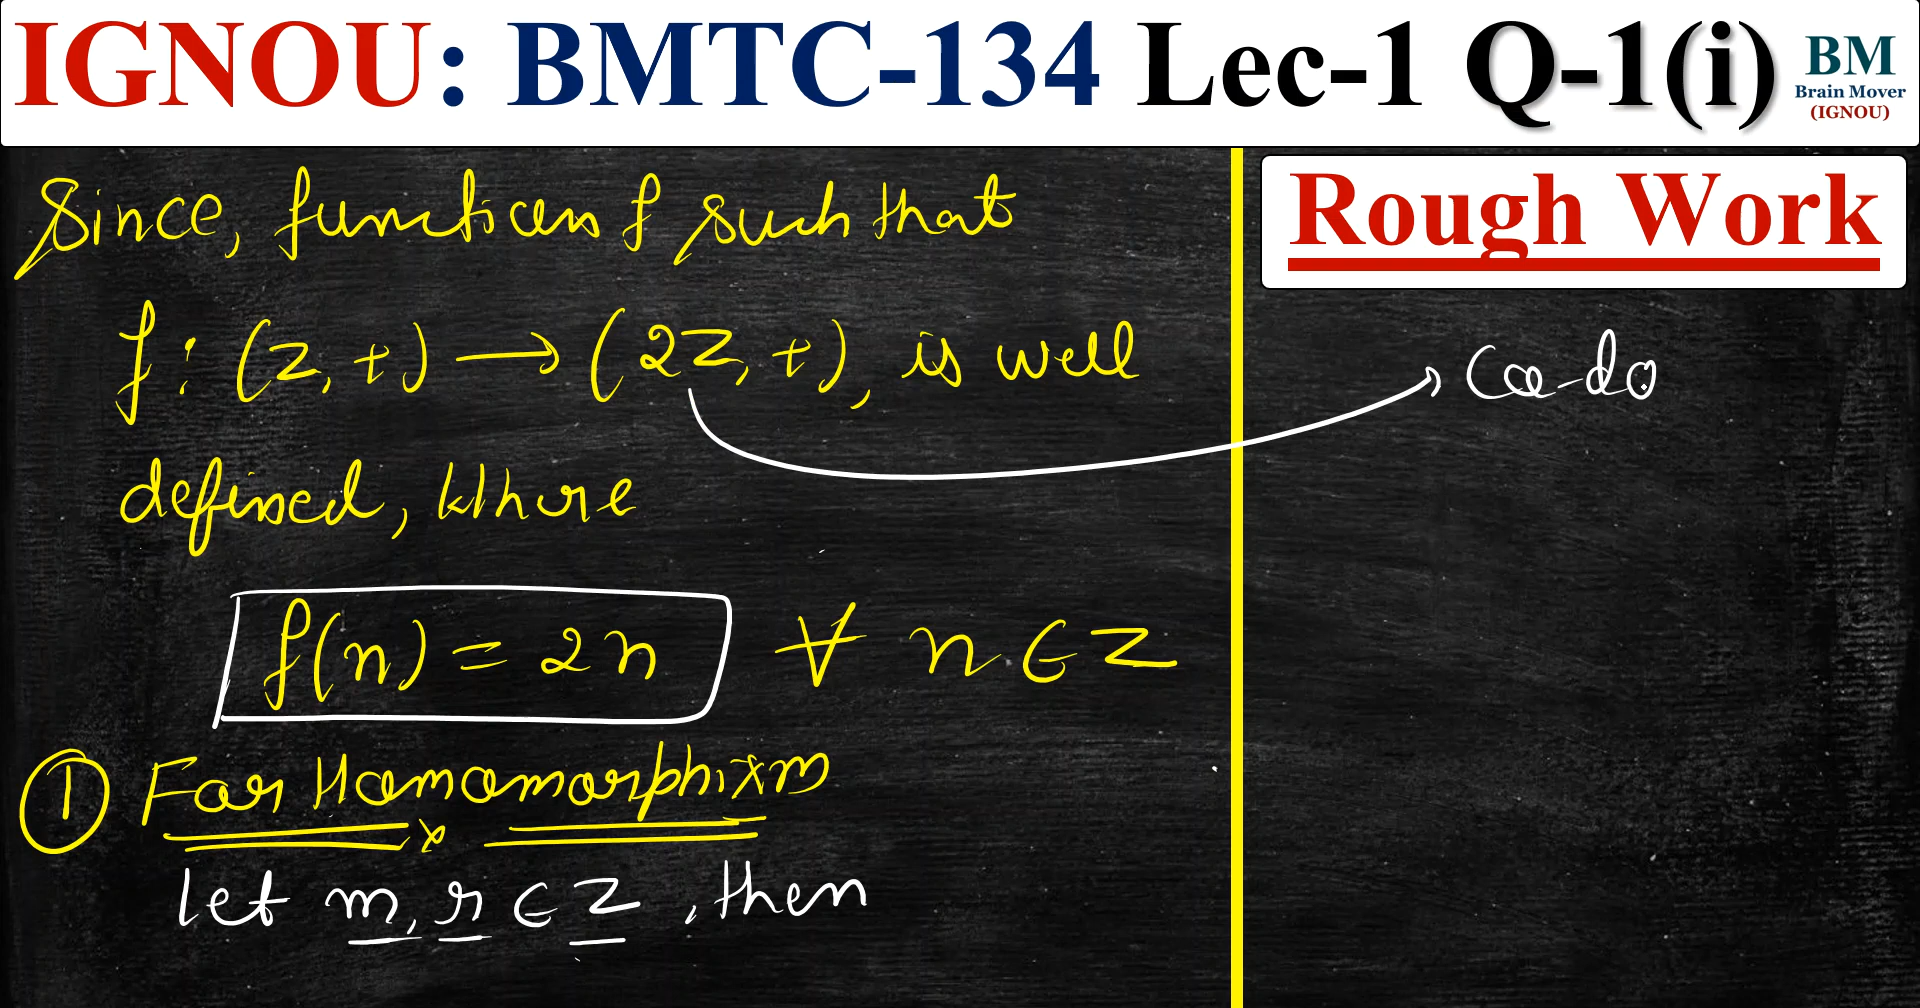 IGNOU: BMTC-134 Lec-1 Q-1(i)
BM
Brain Mover
(IGNOU)
Since, function f such that
f : (Z, +) → (2Z, +), is well
defined, Where
f(n) = 2n ∀ n ∈ Z
① For Homomorphism
let m, r ∈ Z, then
Rough Work
Co-do